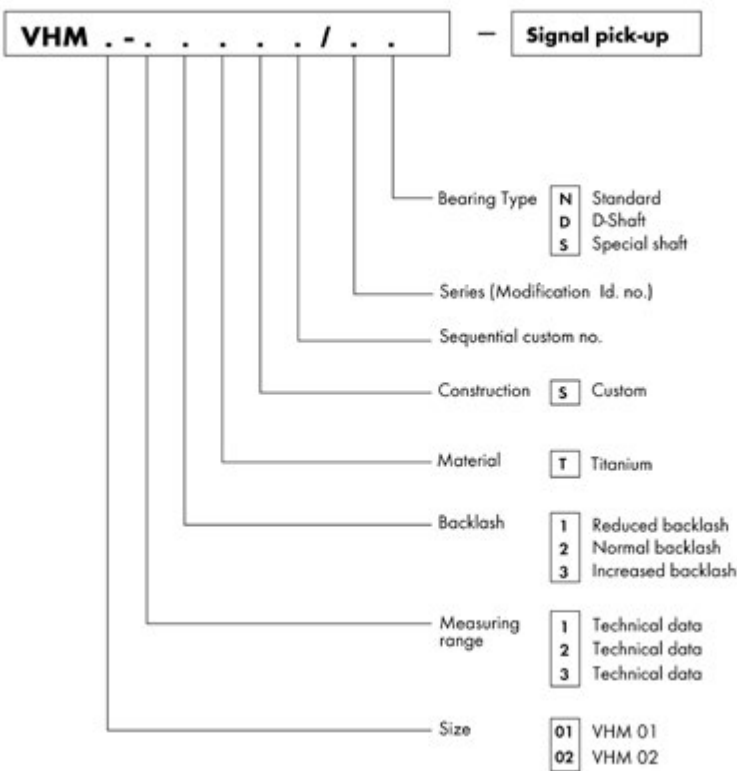 VHM . - . . . . . / . . – Signal pick-up
Bearing Type N Standard
D D-Shaft
S Special shaft
Series (Modification Id. no.)
Sequential custom no.
Construction S Custom
Material T Titanium
Backlash 1 Reduced backlash
2 Normal backlash
3 Increased backlash
Measuring 1 Technical data
range 2 Technical data
3 Technical data
Size 01 VHM 01
02 VHM 02